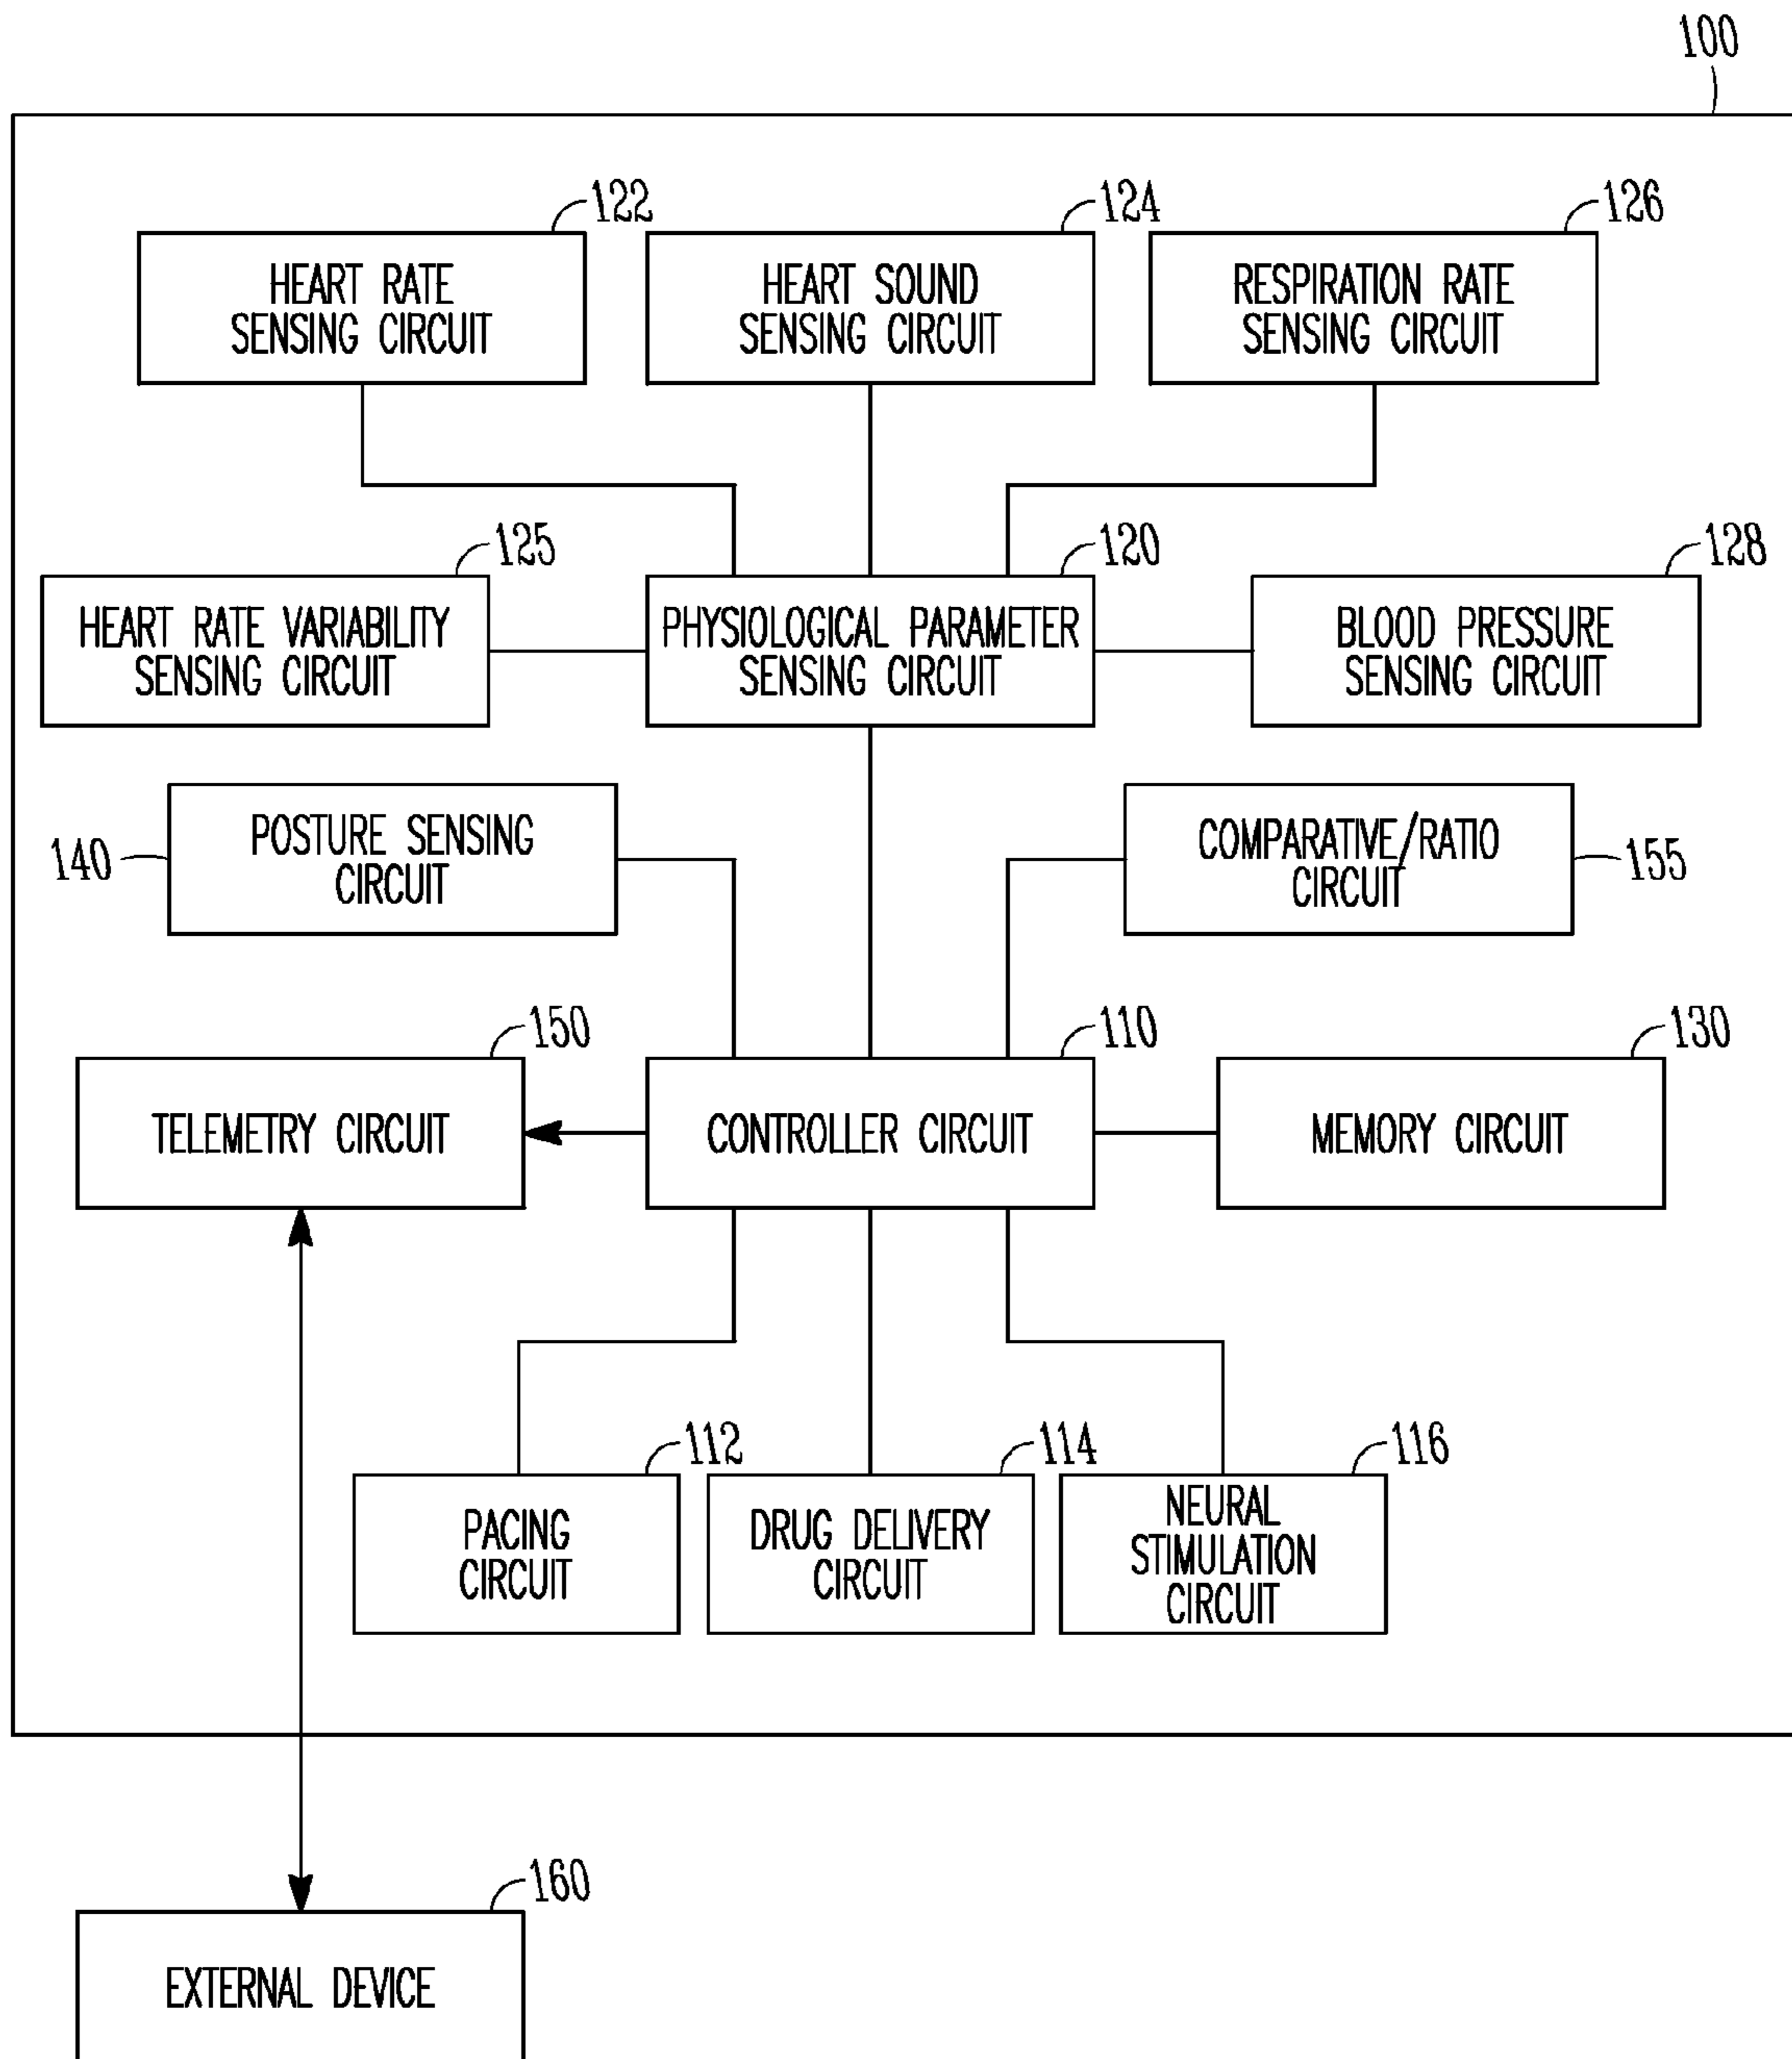 100
122
124
126
HEART RATE
SENSING CIRCUIT
HEART SOUND
SENSING CIRCUIT
RESPIRATION RATE
SENSING CIRCUIT
125
120
128
HEART RATE VARIABILITY
SENSING CIRCUIT
PHYSIOLOGICAL PARAMETER
SENSING CIRCUIT
BLOOD PRESSURE
SENSING CIRCUIT
140
POSTURE SENSING
CIRCUIT
COMPARATIVE/RATIO
CIRCUIT
155
150
110
130
TELEMETRY CIRCUIT
CONTROLLER CIRCUIT
MEMORY CIRCUIT
112
114
116
PACING
CIRCUIT
DRUG DELIVERY
CIRCUIT
NEURAL
STIMULATION
CIRCUIT
160
EXTERNAL DEVICE